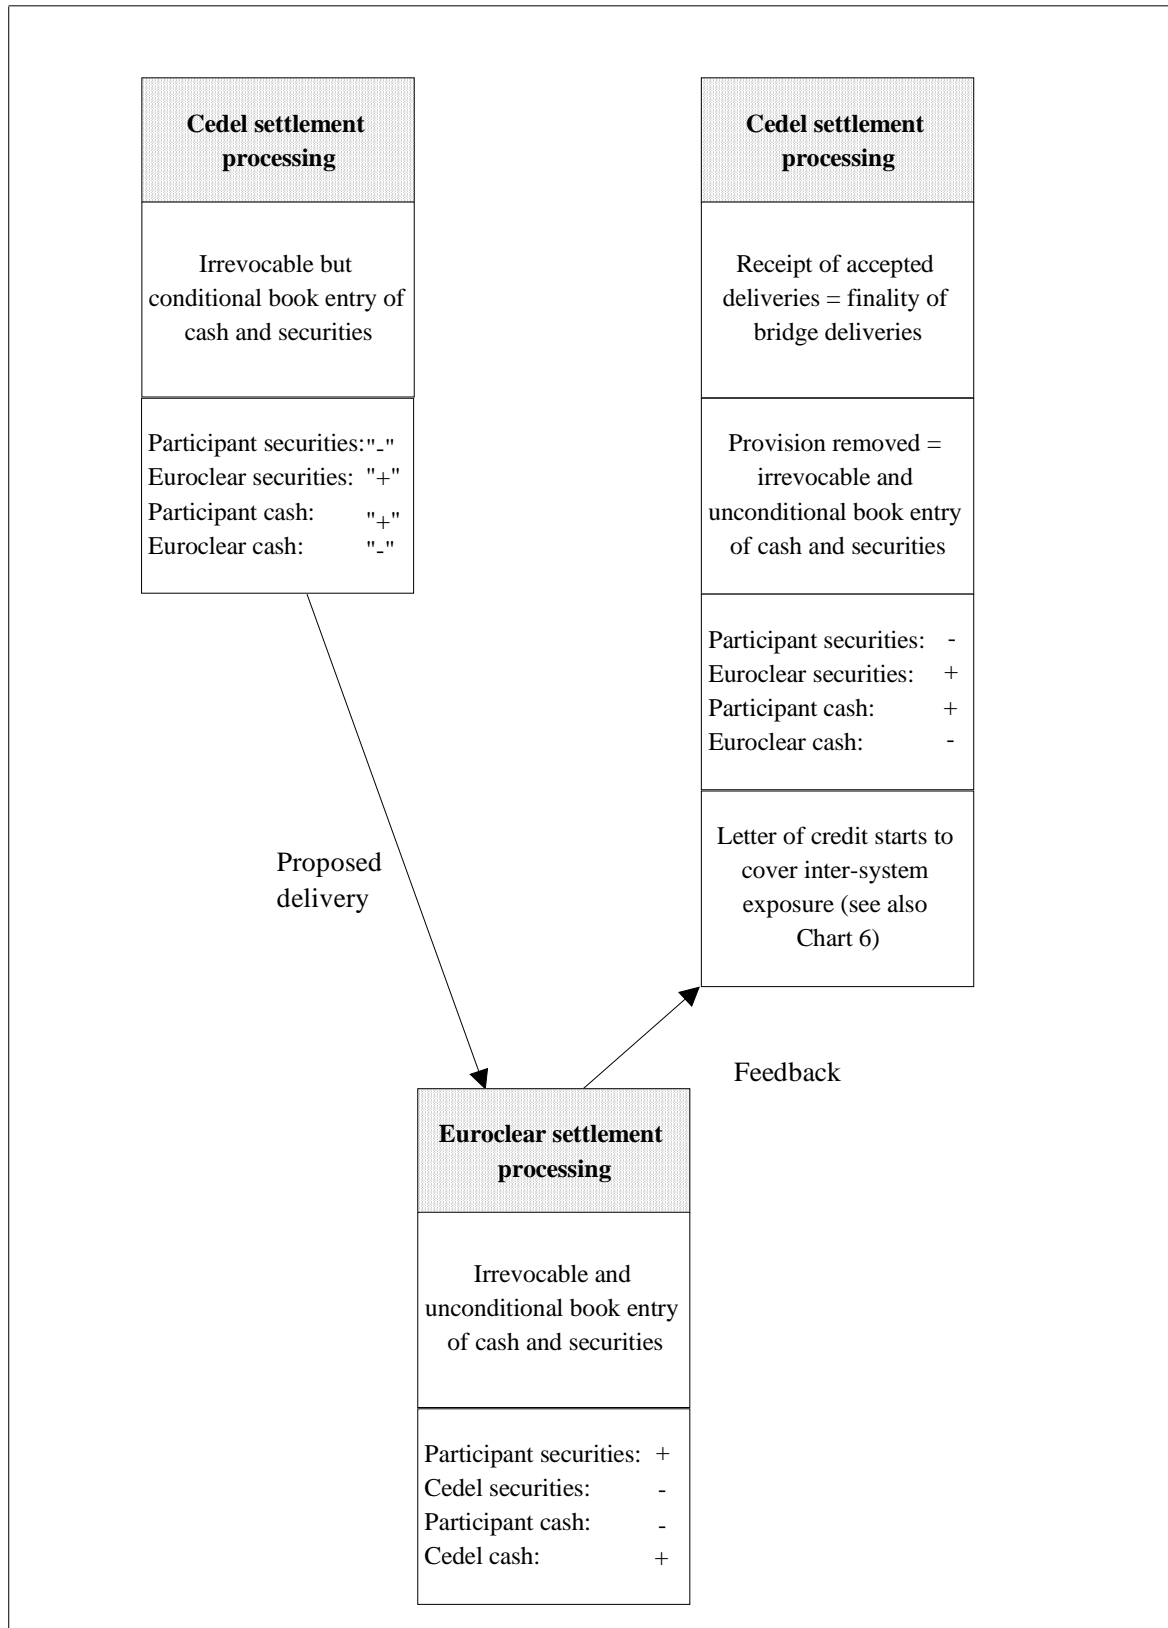 Cedel settlement
processing
Irrevocable but
conditional book entry of
cash and securities
Participant securities: "-"
Euroclear securities: "+"
Participant cash: "+"
Euroclear cash: "-"
Proposed
delivery
Euroclear settlement
processing
Irrevocable and
unconditional book entry
of cash and securities
Participant securities: +
Cedel securities: -
Participant cash: -
Cedel cash: +
Feedback
Cedel settlement
processing
Receipt of accepted
deliveries = finality of
bridge deliveries
Provision removed =
irrevocable and
unconditional book entry
of cash and securities
Participant securities: -
Euroclear securities: +
Participant cash: +
Euroclear cash: -
Letter of credit starts to
cover inter-system
exposure (see also
Chart 6)